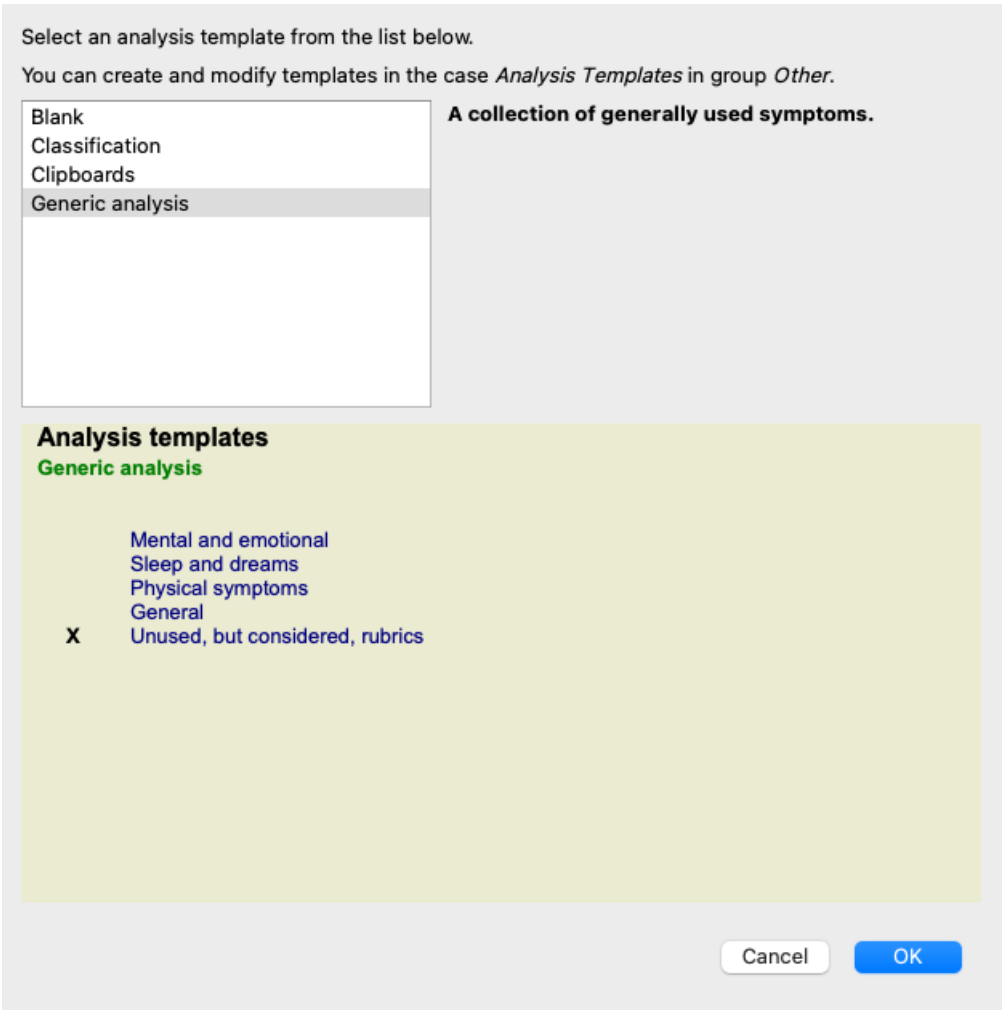 Select an analysis template from the list below.
You can create and modify templates in the case Analysis Templates in group Other.
Blank
Classification
Clipboards
Generic analysis
A collection of generally used symptoms.
Analysis templates
Generic analysis
Mental and emotional
Sleep and dreams
Physical symptoms
General
X Unused, but considered, rubrics
Cancel OK